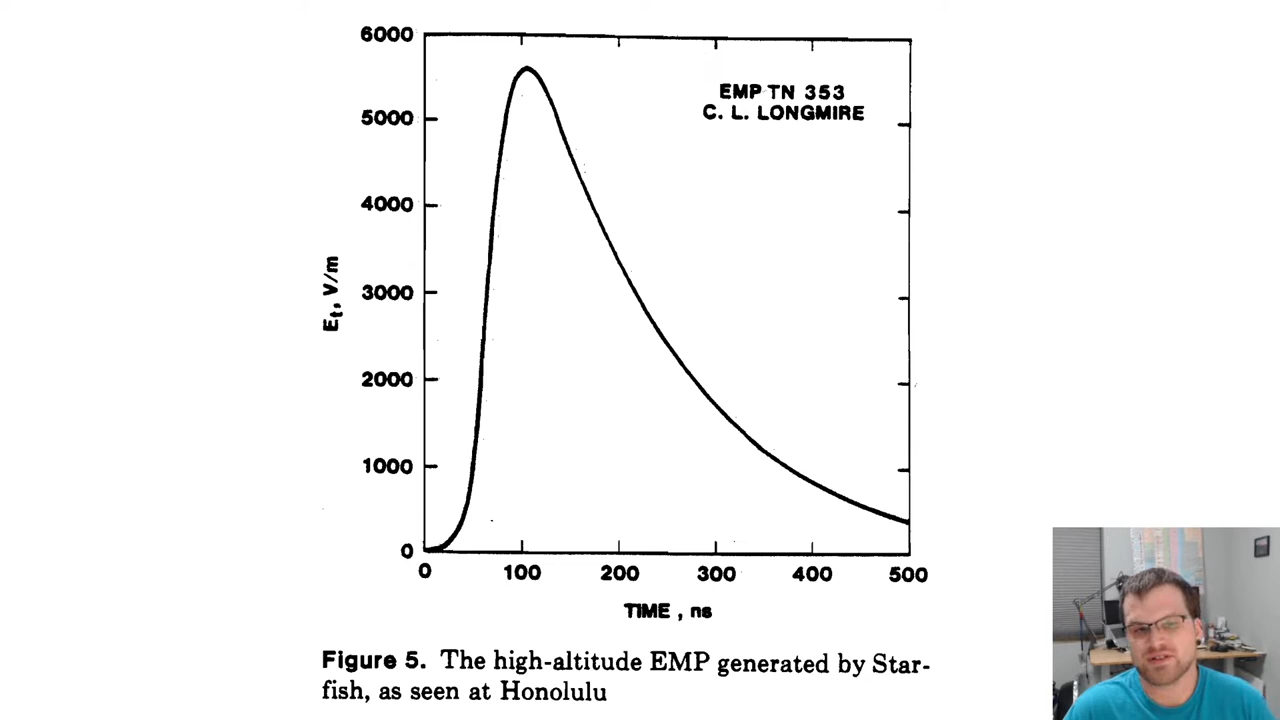 6000
5000
4000
3000
2000
1000
0
Et, V/m
EMP TN 353
C. L. LONGMIRE
0 100 200 300 400 500
TIME , ns
Figure 5. The high-altitude EMP generated by Star-
fish, as seen at Honolulu